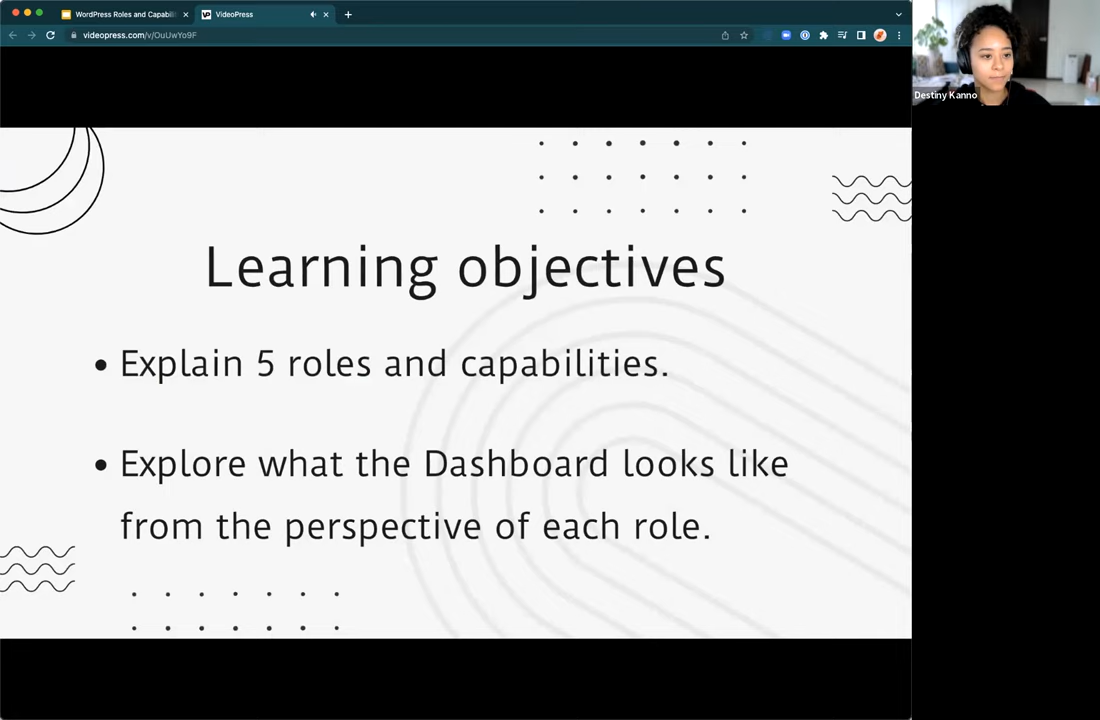 WordPress Roles and Capabili
VideoPress
videopress.com/v/OuUwYo9F
Destiny Kanno
Learning objectives
• Explain 5 roles and capabilities.
• Explore what the Dashboard looks like
from the perspective of each role.